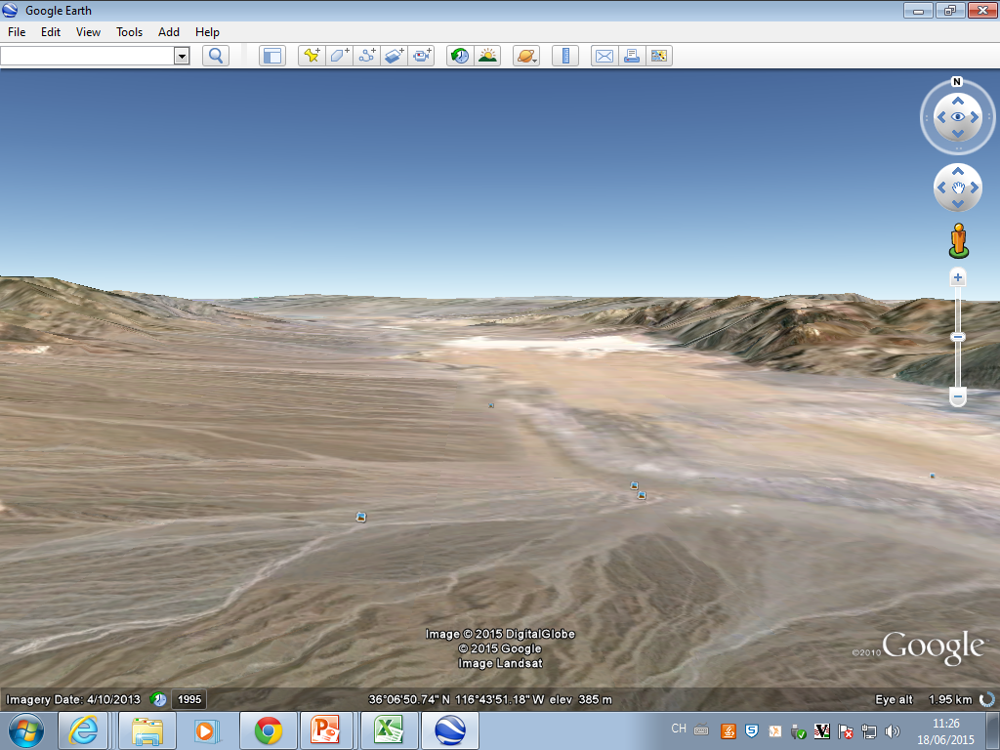 Google Earth
File Edit View Tools Add Help
N
Image © 2015 DigitalGlobe
© 2015 Google
Image Landsat
©2010 Google
Imagery Date: 4/10/2013 1995 36°06'50.74" N 116°43'51.18" W elev 385 m Eye alt 1.95 km
CH
11:26
18/06/2015